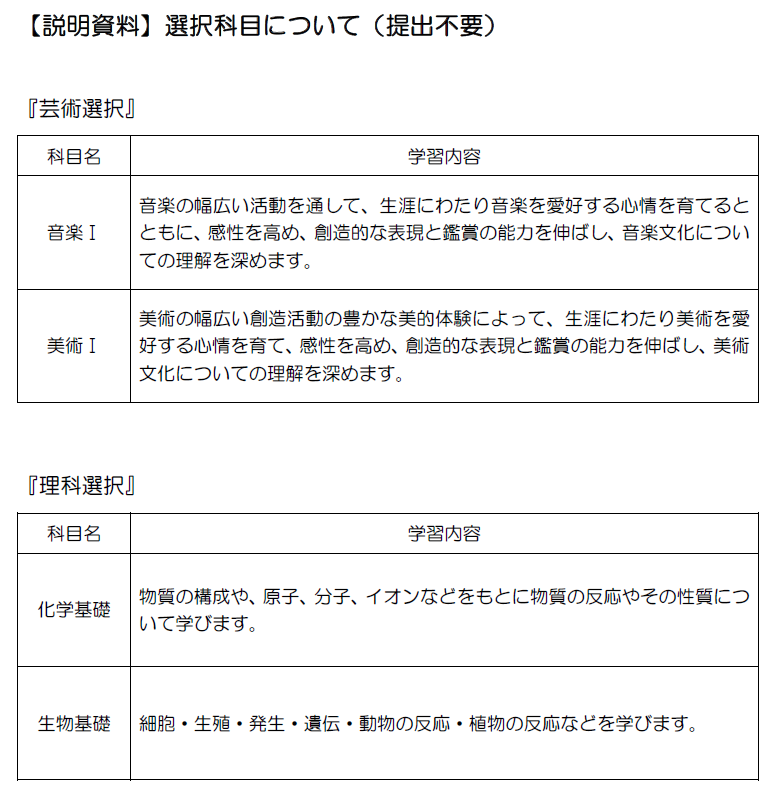 【説明資料】選択科目について（提出不要）
『芸術選択』
科目名 学習内容
音楽Ⅰ
音楽の幅広い活動を通して、生涯にわたり音楽を愛好する心情を育てると
ともに、感性を高め、創造的な表現と鑑賞の能力を伸ばし、音楽文化につい
ての理解を深めます。
美術Ⅰ
美術の幅広い創造活動の豊かな美的体験によって、生涯にわたり美術を愛
好する心情を育て、感性を高め、創造的な表現と鑑賞の能力を伸ばし、美術
文化についての理解を深めます。
『理科選択』
科目名 学習内容
化学基礎
物質の構成や、原子、分子、イオンなどをもとに物質の反応やその性質につ
いて学びます。
生物基礎
細胞・生殖・発生・遺伝・動物の反応・植物の反応などを学びます。